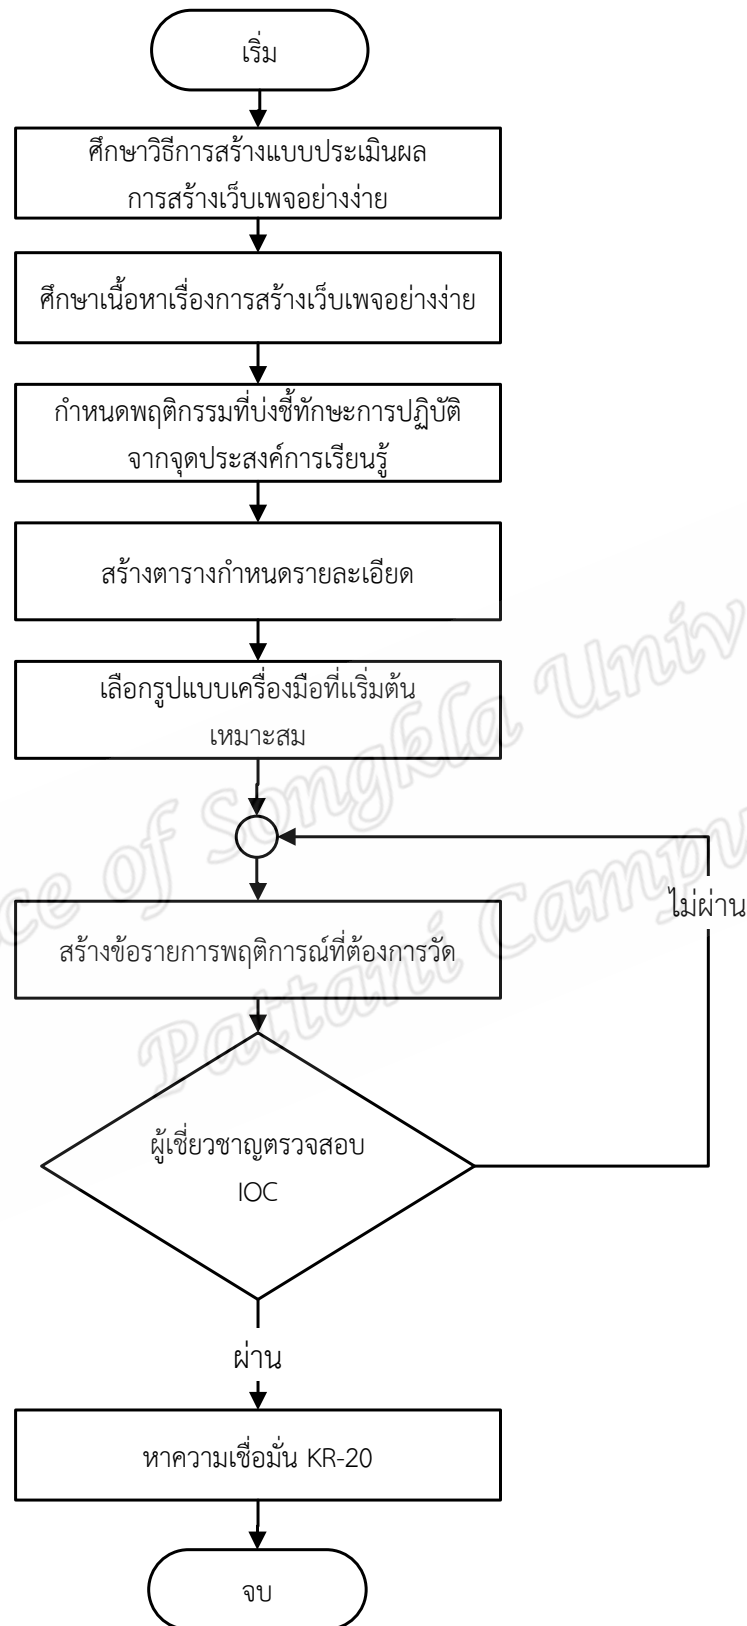 เริ่ม
ศึกษาวิธีการสร้างแบบประเมินผล
การสร้างเว็บเพจอย่างง่าย
ศึกษาเนื้อหาเรื่องการสร้างเว็บเพจอย่างง่าย
กำหนดพฤติกรรมที่บ่งชี้ทักษะการปฏิบัติ
จากจุดประสงค์การเรียนรู้
สร้างตารางกำหนดรายละเอียด
เลือกรูปแบบเครื่องมือที่เเริ่มต้น
เหมาะสม
ไม่ผ่าน
สร้างข้อรายการพฤติการณ์ที่ต้องการวัด
ผู้เชี่ยวชาญตรวจสอบ
IOC
ผ่าน
หาความเชื่อมั่น KR-20
จบ
ce of Songkla Univ
Pattani Campu